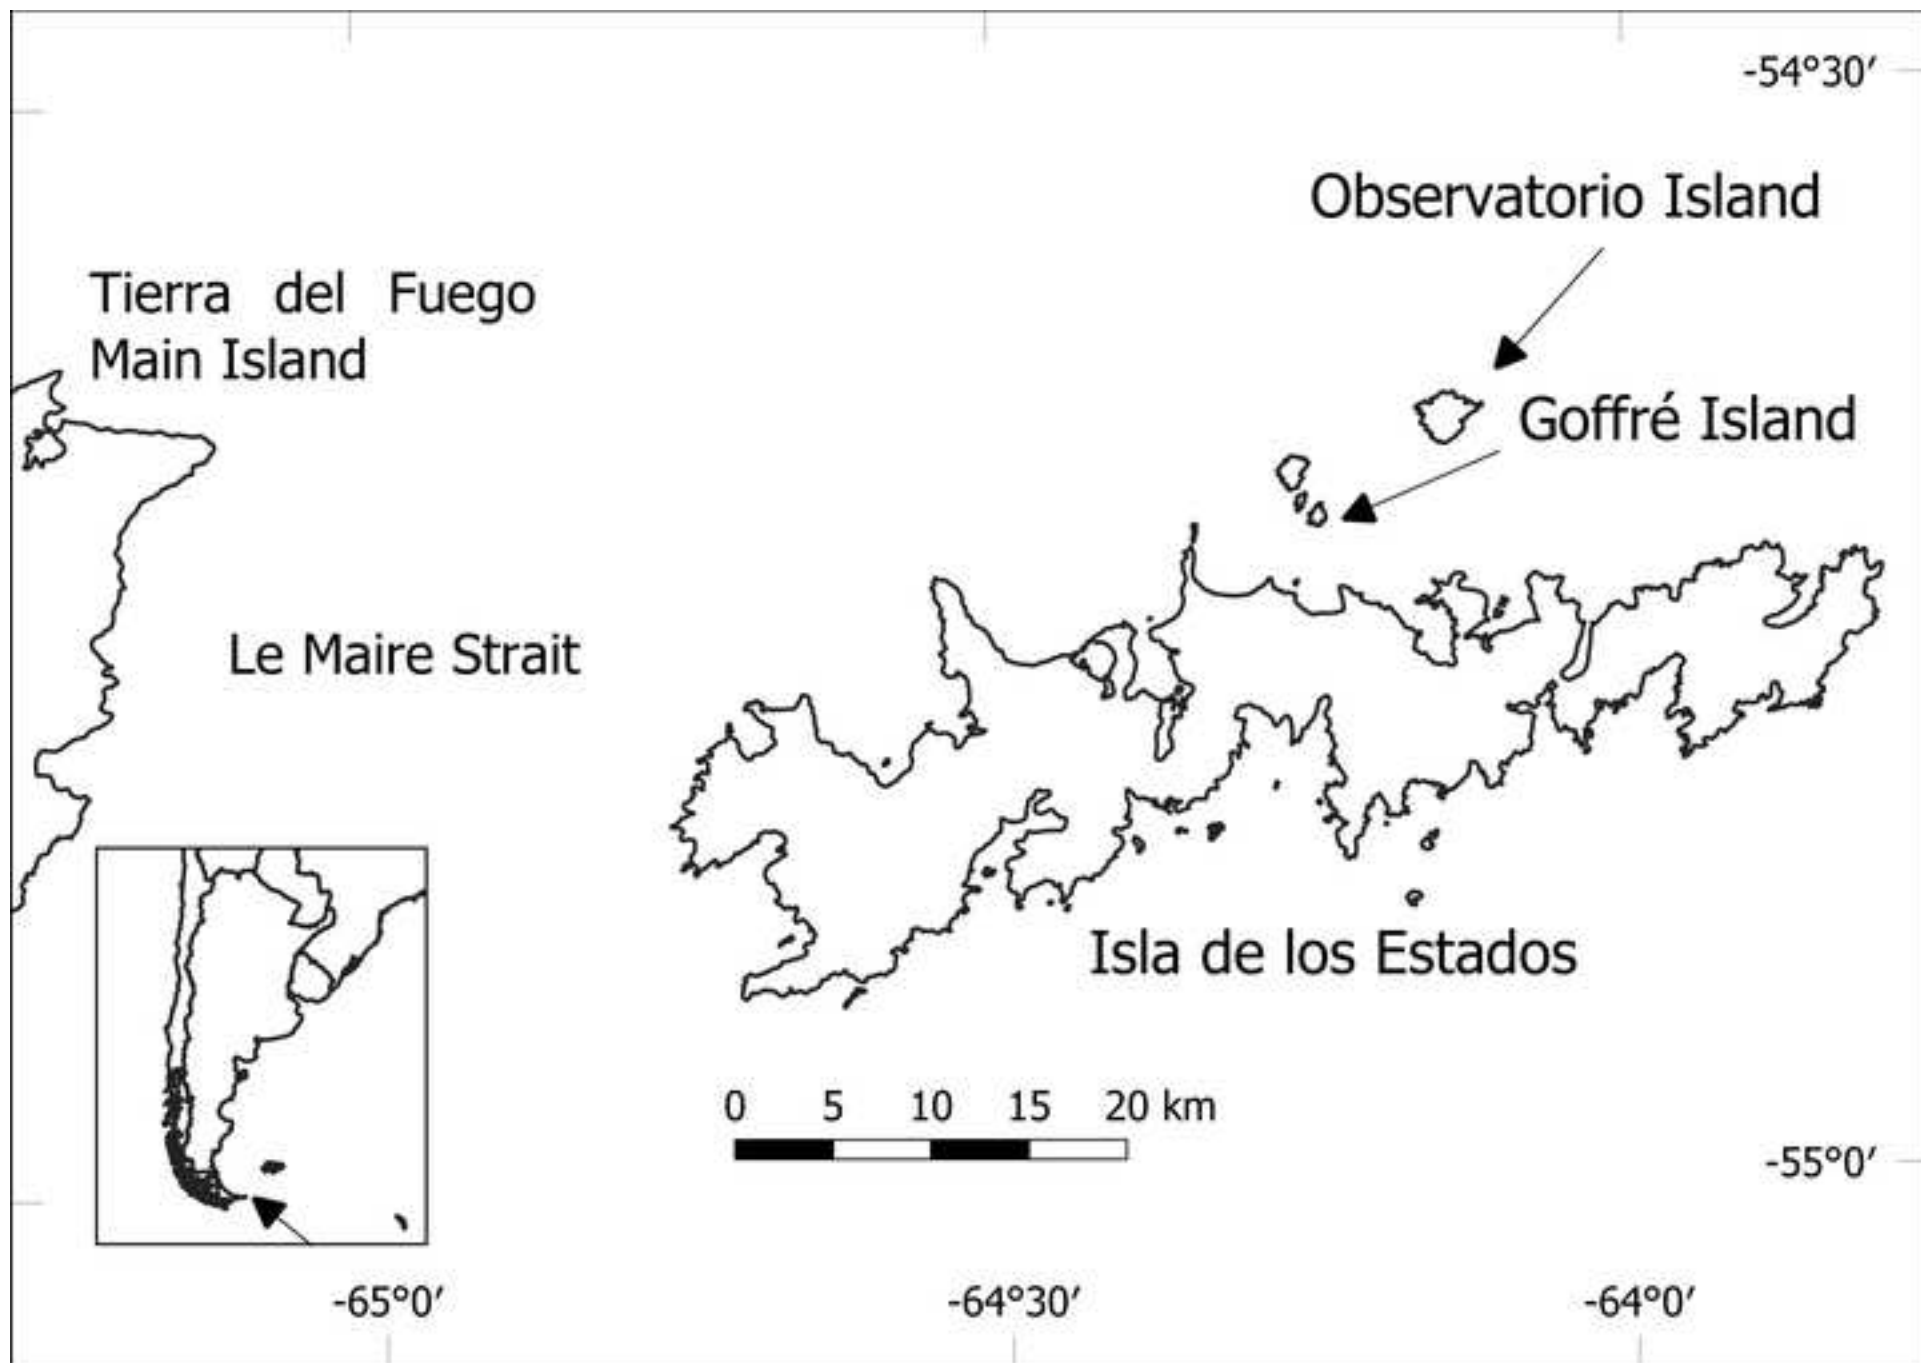 -54°30′
Observatorio Island
Tierra del Fuego
Main Island
Goffré Island
Le Maire Strait
Isla de los Estados
0 5 10 15 20 km
-55°0′
-65°0′ -64°30′ -64°0′